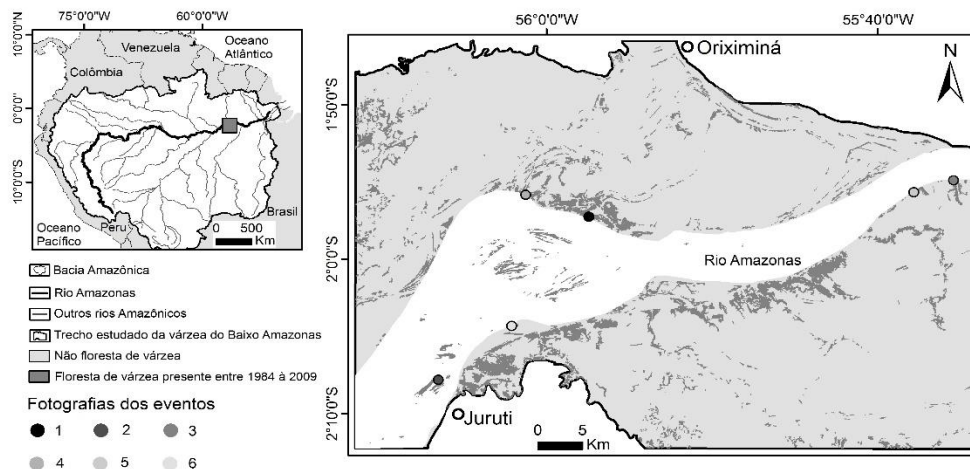 75°0'0"W 60°0'0"W
10°0'0"N
0°0'0"
10°0'0"S
Venezuela
Oceano
Atlântico
Colômbia
Brasil
Oceano
Pacífico
Peru
0 500
Km
Bacia Amazônica
Rio Amazonas
Outros rios Amazônicos
Trecho estudado da várzea do Baixo Amazonas
Não floresta de várzea
Floresta de várzea presente entre 1984 à 2009
Fotografias dos eventos
1 2 3
4 5 6
56°0'0"W 55°40'0"W
Oriximiná
N
1°50'0"S
2°0'0"S
Rio Amazonas
2°10'0"S
Juruti
0 5
Km